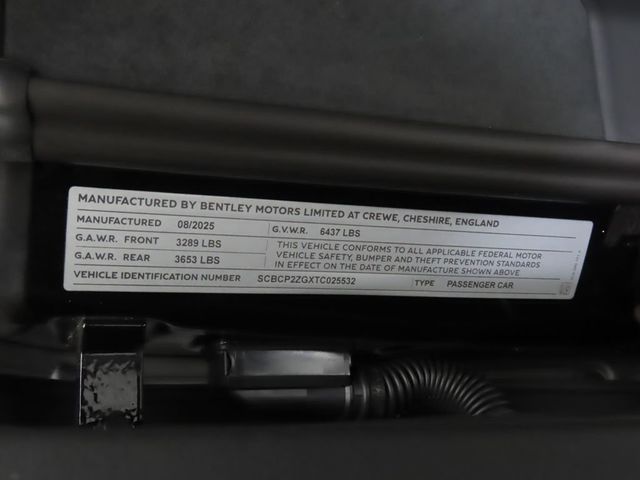 MANUFACTURED BY BENTLEY MOTORS LIMITED AT CREWE, CHESHIRE, ENGLAND
MANUFACTURED 08/2025 G.V.W.R. 6437 LBS
G.A.W.R. FRONT 3289 LBS
G.A.W.R. REAR 3653 LBS
THIS VEHICLE CONFORMS TO ALL APPLICABLE FEDERAL MOTOR
VEHICLE SAFETY, BUMPER AND THEFT PREVENTION STANDARDS
IN EFFECT ON THE DATE OF MANUFACTURE SHOWN ABOVE
VEHICLE IDENTIFICATION NUMBER SCBCP2ZGXTC025532 TYPE PASSENGER CAR